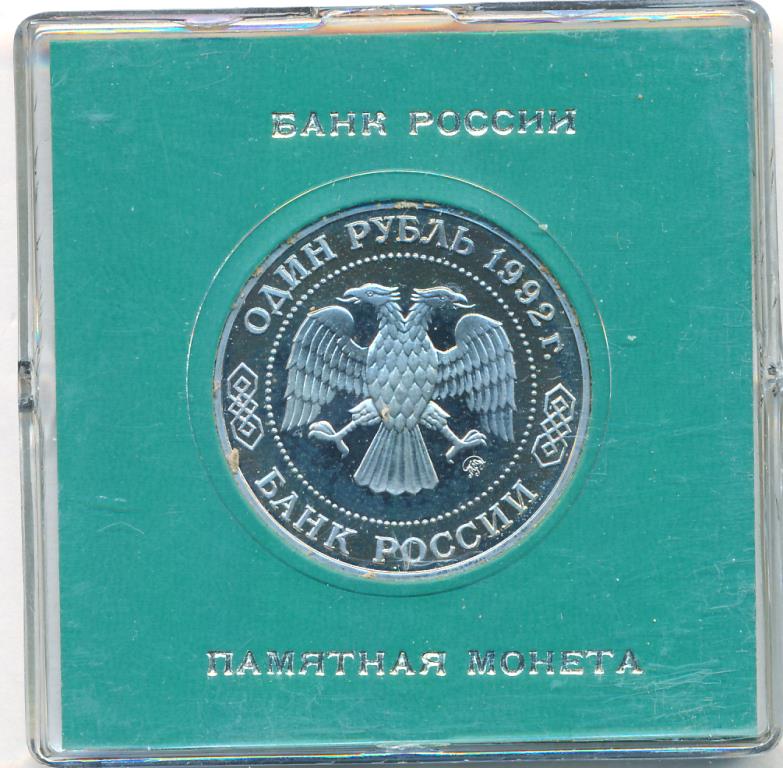 БАНК РОССИИ
ОДИН РУБЛЬ 1992 г.
БАНК РОССИИ
ПАМЯТНАЯ МОНЕТА